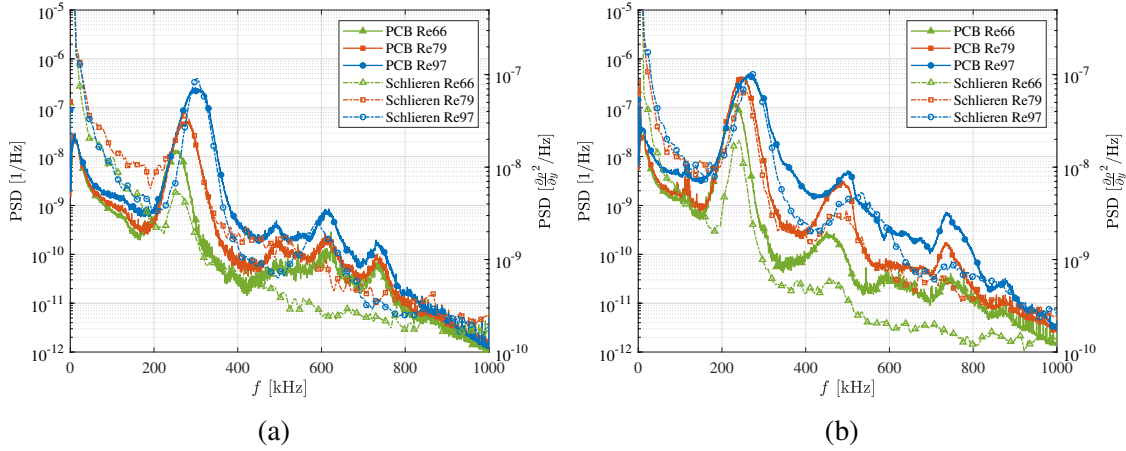 PCB Re66
PCB Re79
PCB Re97
Schlieren Re66
Schlieren Re79
Schlieren Re97
PSD [1/Hz]
10^-5
10^-6
10^-7
10^-8
10^-9
10^-10
10^-11
10^-12
0 200 400 600 800 1000
f [kHz]
10^-7
10^-8
10^-9
10^-10
PSD [∂ρ/∂y ^2/Hz]
(a)
PCB Re66
PCB Re79
PCB Re97
Schlieren Re66
Schlieren Re79
Schlieren Re97
PSD [1/Hz]
10^-5
10^-6
10^-7
10^-8
10^-9
10^-10
10^-11
10^-12
0 200 400 600 800 1000
f [kHz]
10^-7
10^-8
10^-9
10^-10
PSD [∂ρ/∂y ^2/Hz]
(b)